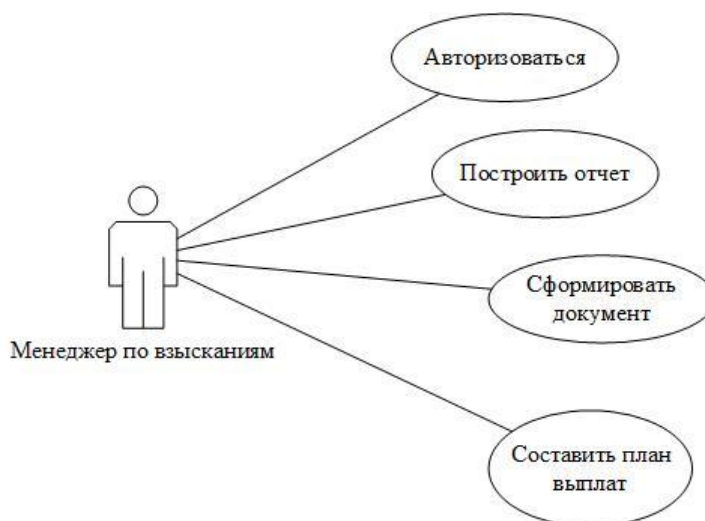 Авторизоваться
Построить отчет
Сформировать
документ
Менеджер по взысканиям
Составить план
выплат